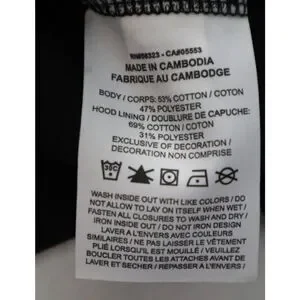 RN#56323 - CA#05553
MADE IN CAMBODIA
FABRIQUE AU CAMBODGE
BODY / CORPS: 53% COTTON / COTON
47% POLYESTER
HOOD LINING / DOUBLURE DE CAPUCHE:
69% COTTON / COTON
31% POLYESTER
EXCLUSIVE OF DECORATION /
DECORATION NON COMPRISE
WASH INSIDE OUT WITH LIKE COLORS / DO
NOT ALLOW TO LAY ON ITSELF WHEN WET /
FASTEN ALL CLOSURES TO WASH AND DRY /
IRON INSIDE OUT / DO NOT IRON DESIGN
LAVER A L'ENVERS AVEC COULEURS
SIMILAIRES / NE PAS LAISSER LE VÊTEMENT
PLIÉ LORSQU'IL EST MOUILLÉ / VEUILLEZ
BOUCLER TOUTES LES ATTACHES AVANT DE
LAVER ET SECHER / REPASSER A L'ENVERS /